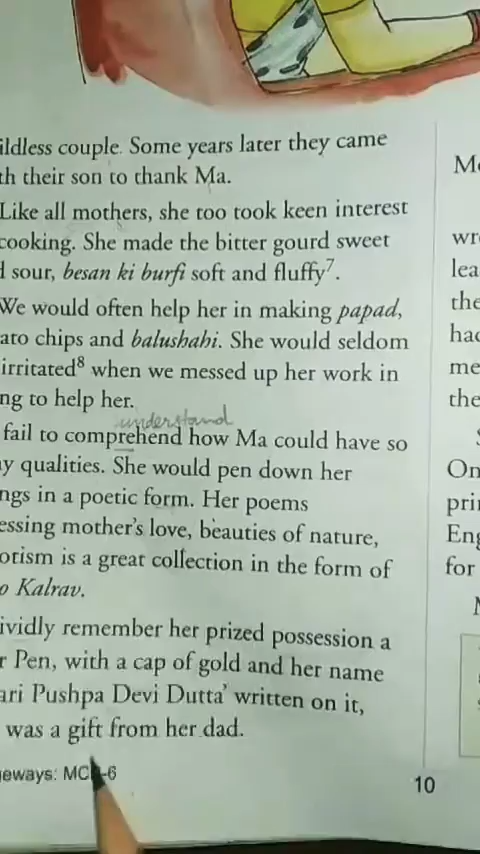 ildless couple. Some years later they came
th their son to thank Ma.
Like all mothers, she too took keen interest
cooking. She made the bitter gourd sweet
d sour, besan ki burfi soft and fluffy⁷.
We would often help her in making papad,
ato chips and balushahi. She would seldom
irritated⁸ when we messed up her work in
ng to help her.
understand
fail to comprehend how Ma could have so
y qualities. She would pen down her
ngs in a poetic form. Her poems
essing mother's love, beauties of nature,
otism is a great collection in the form of
o Kalrav.
ividly remember her prized possession a
r Pen, with a cap of gold and her name
ari Pushpa Devi Dutta' written on it,
was a gift from her dad.
eways: MC -6
10
Mo
wr
lea
the
had
me
the
S
On
pri
Eng
for